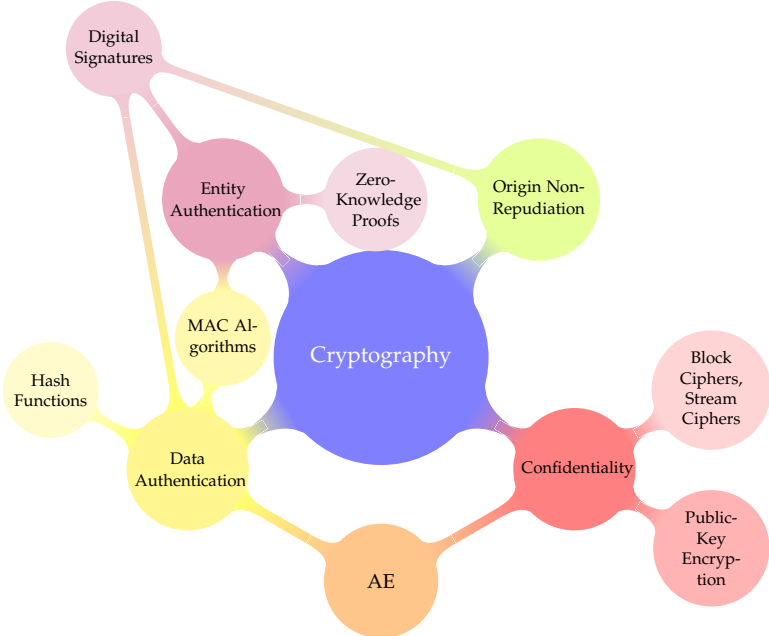 Digital
Signatures
Entity
Authentication
Zero-
Knowledge
Proofs
Origin Non-
Repudiation
MAC Al-
gorithms
Cryptography
Hash
Functions
Block
Ciphers,
Stream
Ciphers
Data
Authentication
Confidentiality
Public-
Key
Encryp-
tion
AE